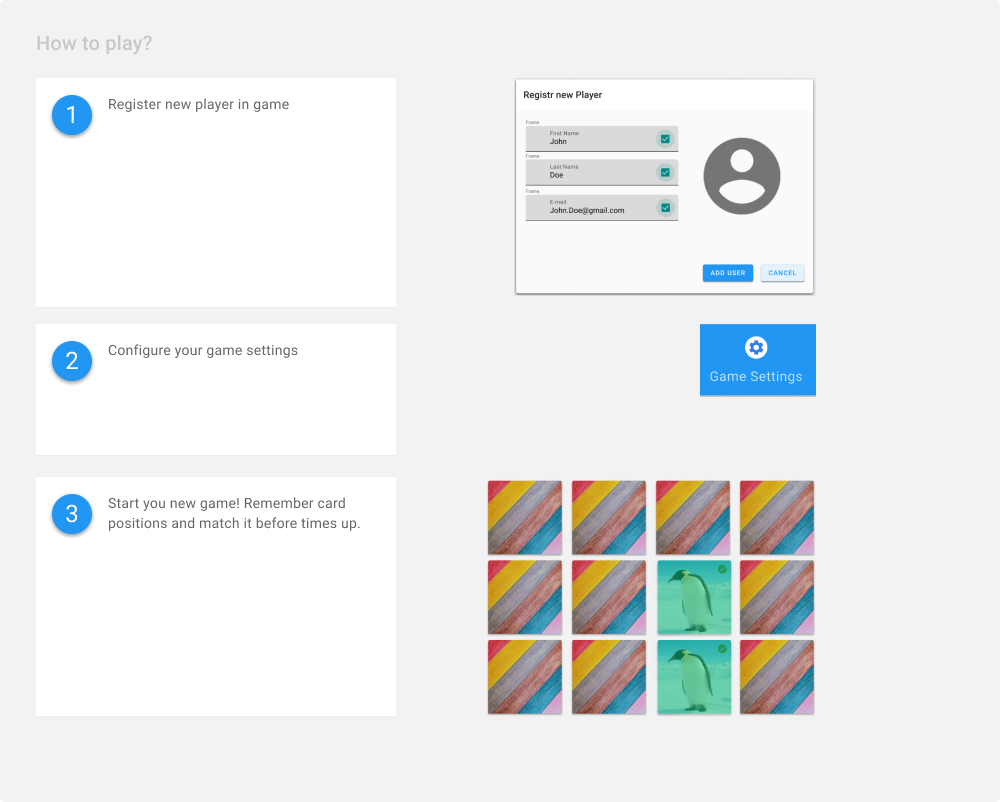 How to play?
1
Register new player in game
Registr new Player
Frame
First Name
John
Frame
Last Name
Doe
Frame
E-mail
John.Doe@gmail.com
ADD USER
CANCEL
2
Configure your game settings
Game Settings
3
Start you new game! Remember card
positions and match it before times up.